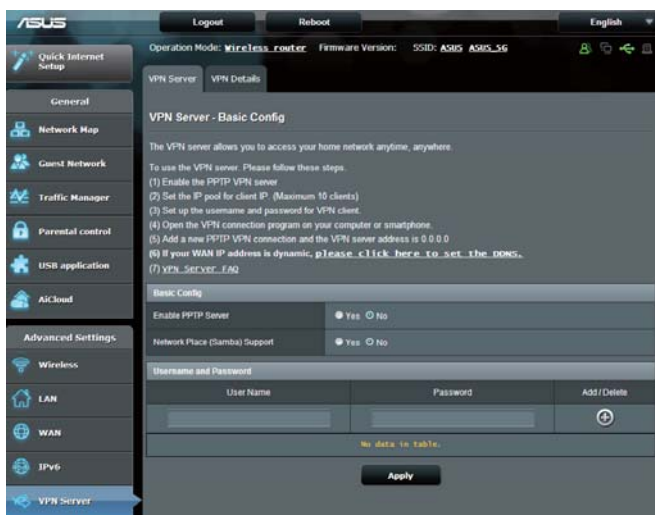 ASUS
Logout
Reboot
English
Quick Internet Setup
Operation Mode: Wireless router Firmware Version: SSID: ASUS ASUS_5G
VPN Server
VPN Details
General
Network Map
Guest Network
Traffic Manager
Parental control
USB application
AiCloud
Advanced Settings
Wireless
LAN
WAN
IPv6
VPN Server
VPN Server - Basic Config
The VPN server allows you to access your home network anytime, anywhere.
To use the VPN server. Please follow these steps.
(1) Enable the PPTP VPN server
(2) Set the IP pool for client IP. (Maximum 10 clients)
(3) Set up the username and password for VPN client.
(4) Open the VPN connection program on your computer or smartphone.
(5) Add a new PPTP VPN connection and the VPN server address is 0.0.0.0
(6) If your WAN IP address is dynamic, please click here to set the DDNS.
(7) VPN Server FAQ
Basic Config
Enable PPTP Server
Yes No
Network Place (Samba) Support
Yes No
Username and Password
User Name
Password
Add / Delete
No data in table.
Apply